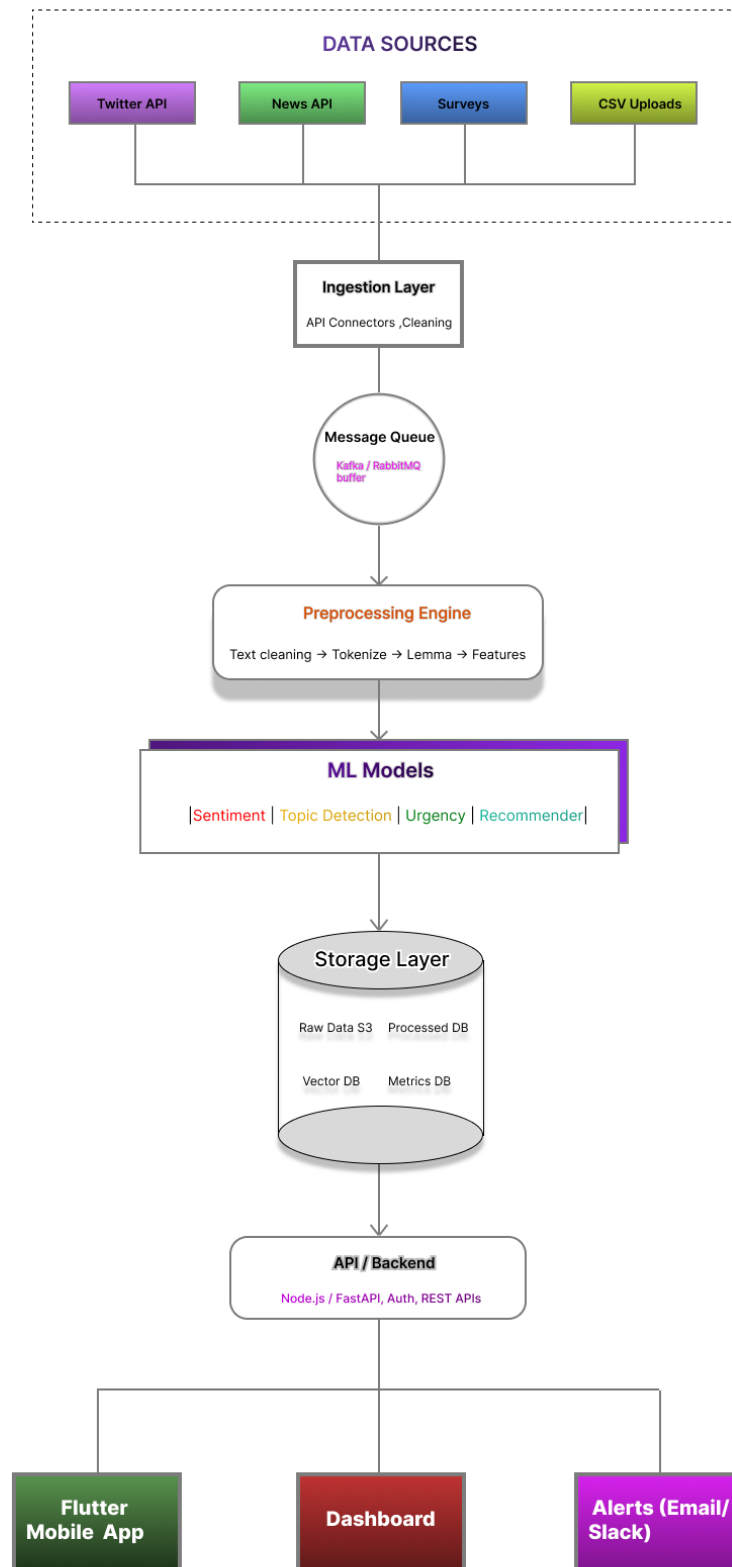 DATA SOURCES
Twitter API
News API
Surveys
CSV Uploads
Ingestion Layer
API Connectors ,Cleaning
Message Queue
Kafka / RabbitMQ
buffer
Preprocessing Engine
Text cleaning → Tokenize → Lemma → Features
ML Models
|Sentiment | Topic Detection | Urgency | Recommender|
Storage Layer
Raw Data S3 Processed DB
Vector DB Metrics DB
API / Backend
Node.js / FastAPI, Auth, REST APIs
Flutter
Mobile App
Dashboard
Alerts (Email/
Slack)